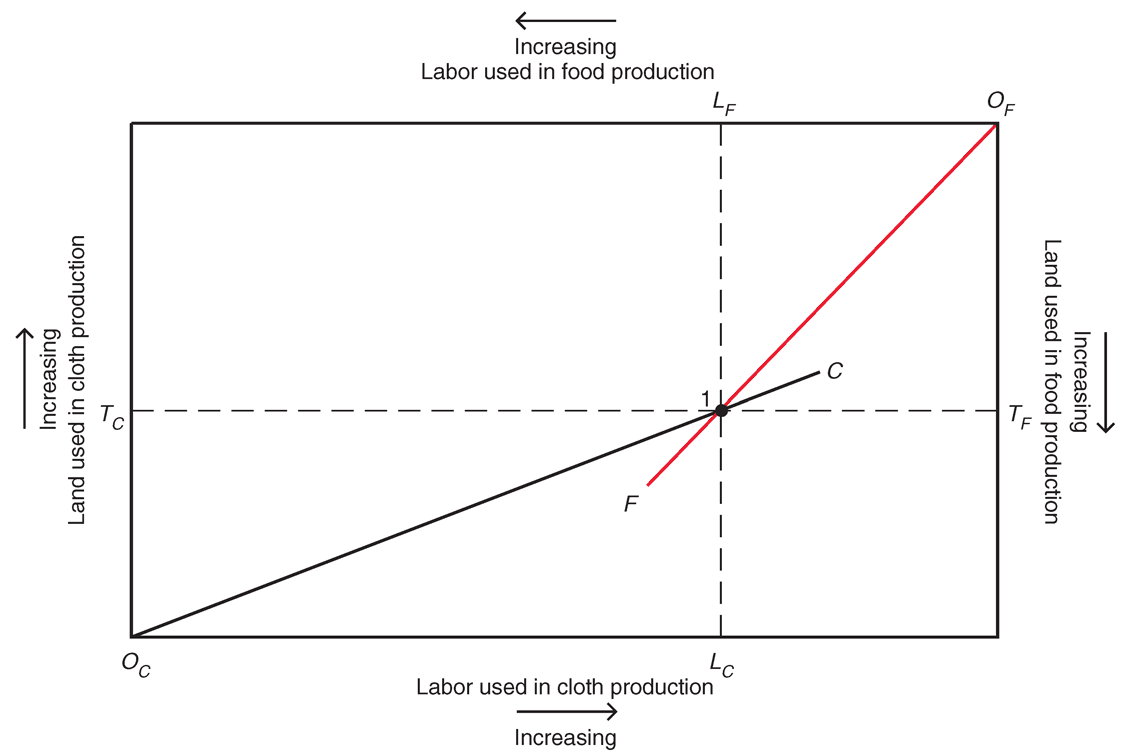 Increasing
Labor used in food production
L_F
O_F
Increasing
Land used in cloth production
Land used in food production
Increasing
C
1
T_C
T_F
F
O_C
L_C
Labor used in cloth production
Increasing